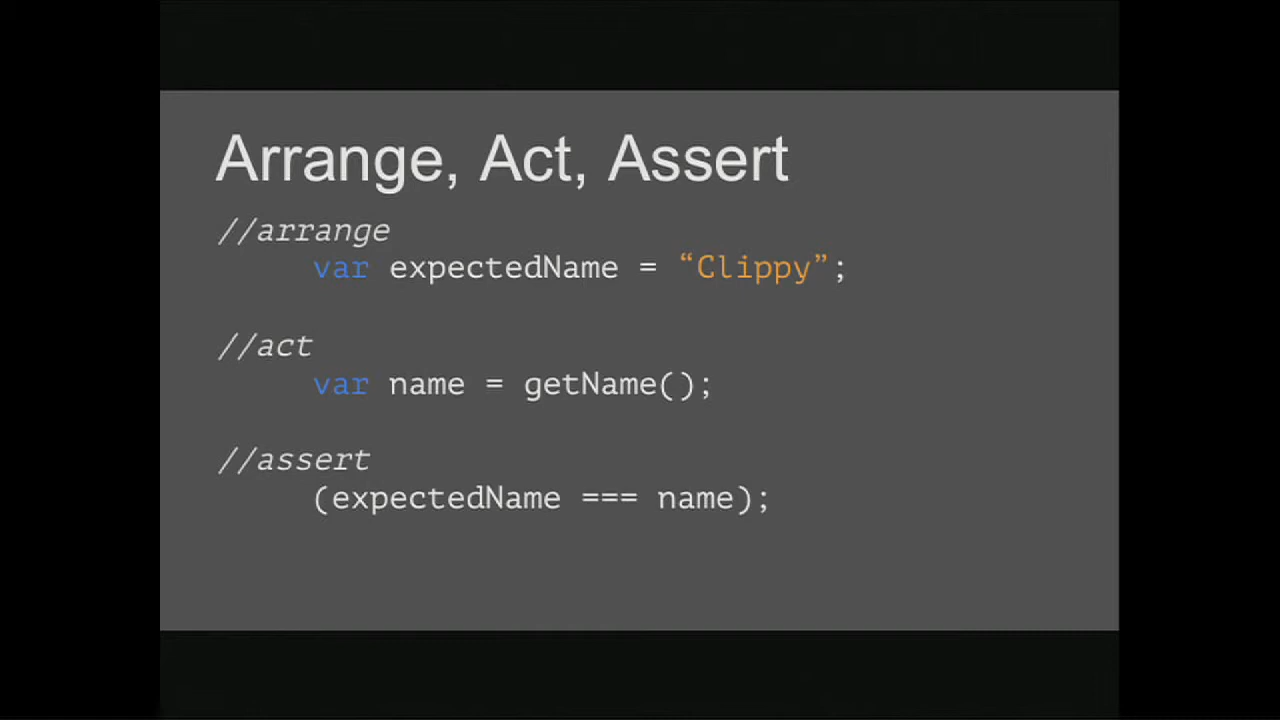 Arrange, Act, Assert
//arrange
var expectedName = “Clippy”;
//act
var name = getName();
//assert
(expectedName === name);